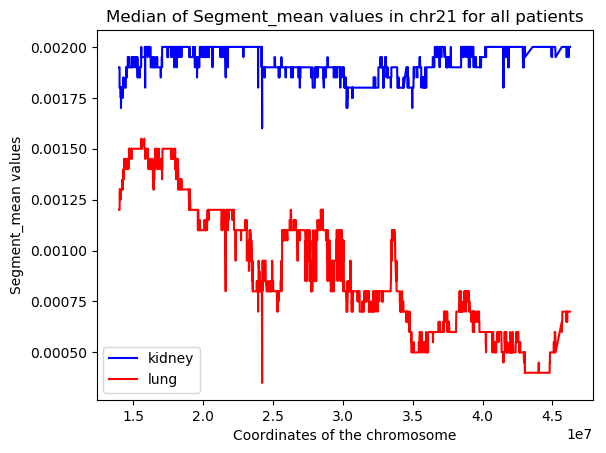 Median of Segment_mean values in chr21 for all patients
0.00200
0.00175
0.00150
0.00125
0.00100
0.00075
0.00050
Segment_mean values
kidney
lung
1.5 2.0 2.5 3.0 3.5 4.0 4.5
1e7
Coordinates of the chromosome